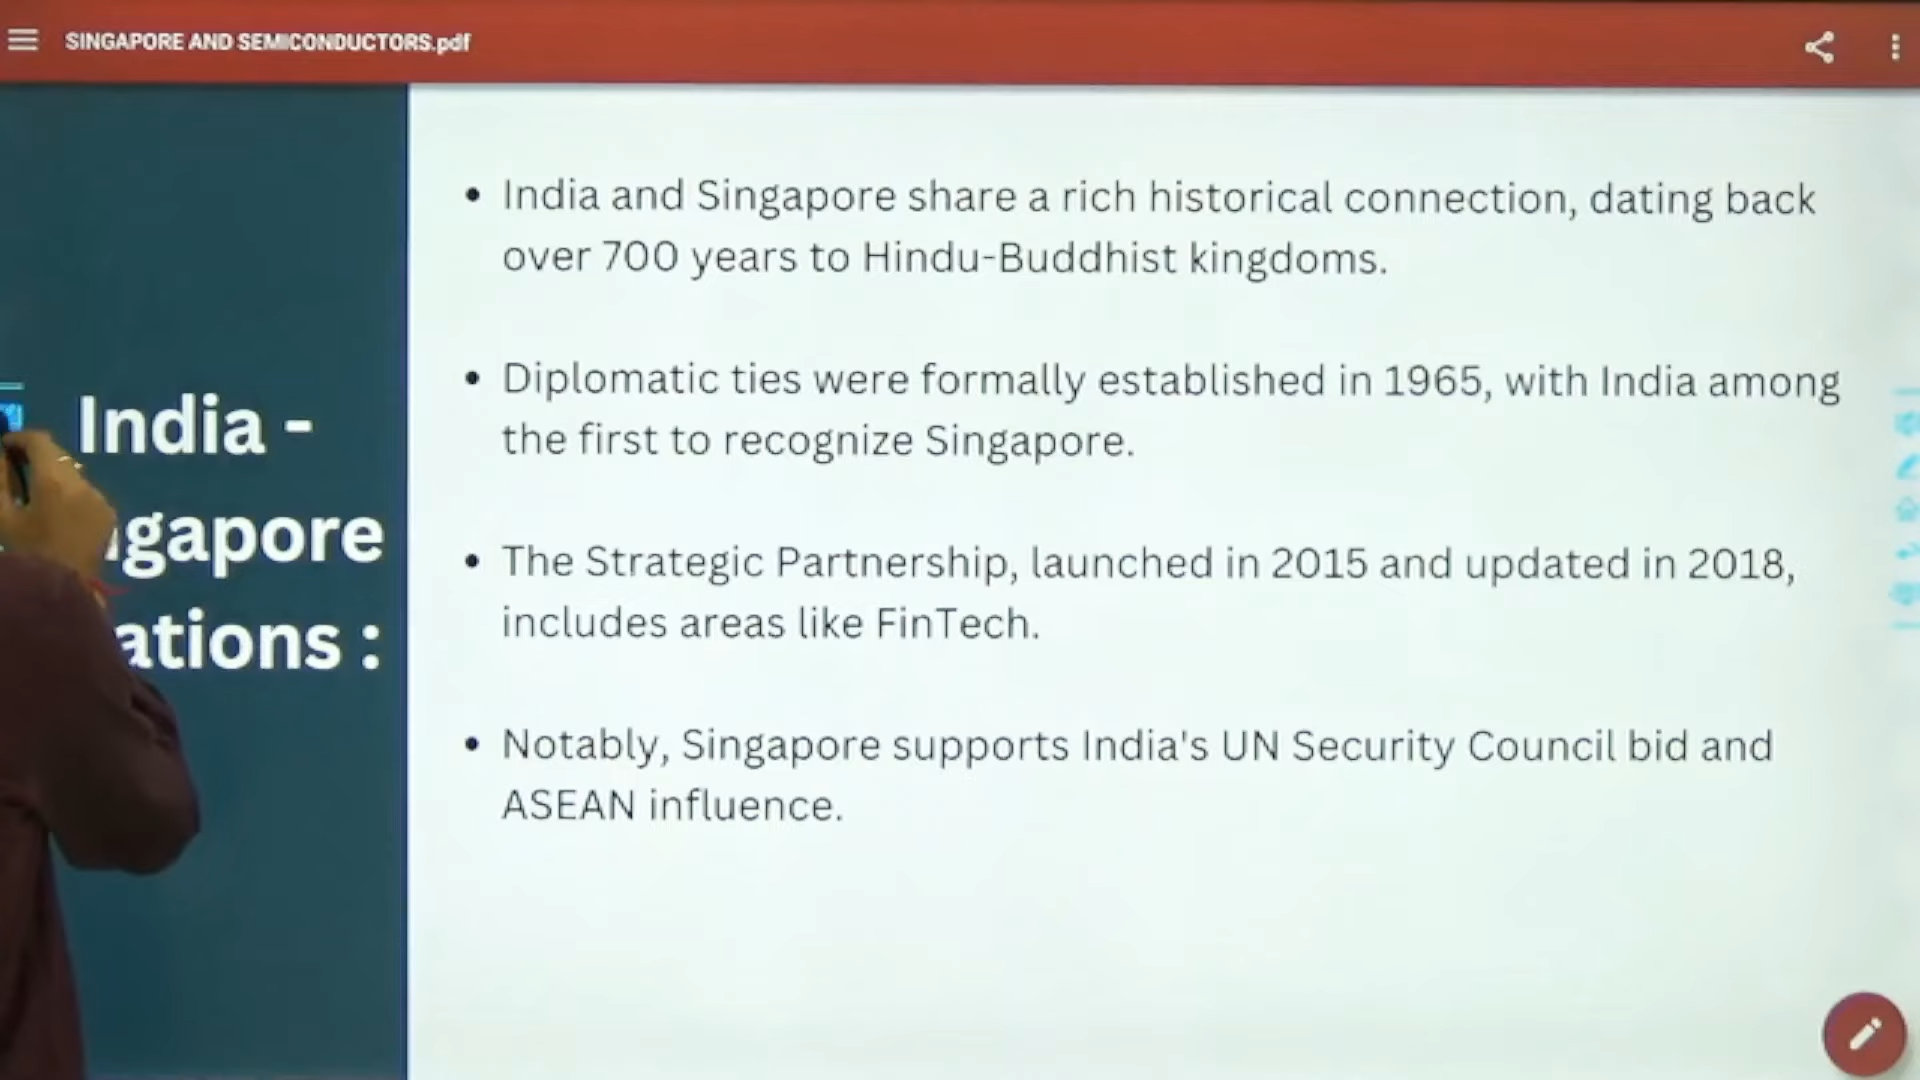 SINGAPORE AND SEMICONDUCTORS.pdf
India -
gapore
ations :
• India and Singapore share a rich historical connection, dating back
over 700 years to Hindu-Buddhist kingdoms.
• Diplomatic ties were formally established in 1965, with India among
the first to recognize Singapore.
• The Strategic Partnership, launched in 2015 and updated in 2018,
includes areas like FinTech.
• Notably, Singapore supports India's UN Security Council bid and
ASEAN influence.